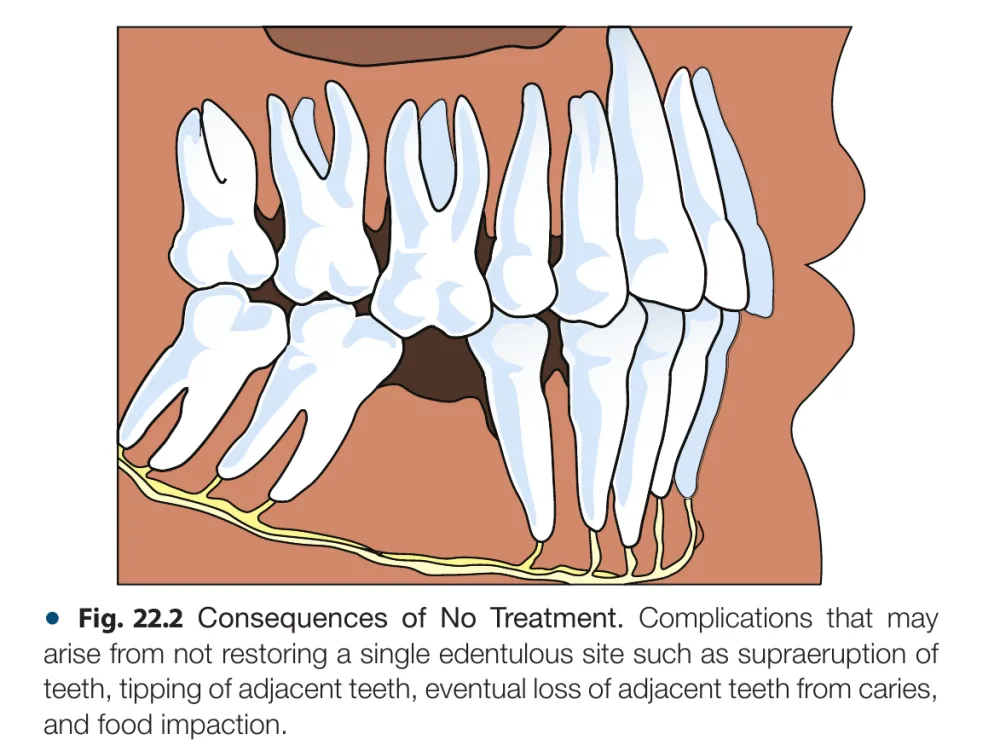 • Fig. 22.2 Consequences of No Treatment. Complications that may
arise from not restoring a single edentulous site such as supraeruption of
teeth, tipping of adjacent teeth, eventual loss of adjacent teeth from caries,
and food impaction.